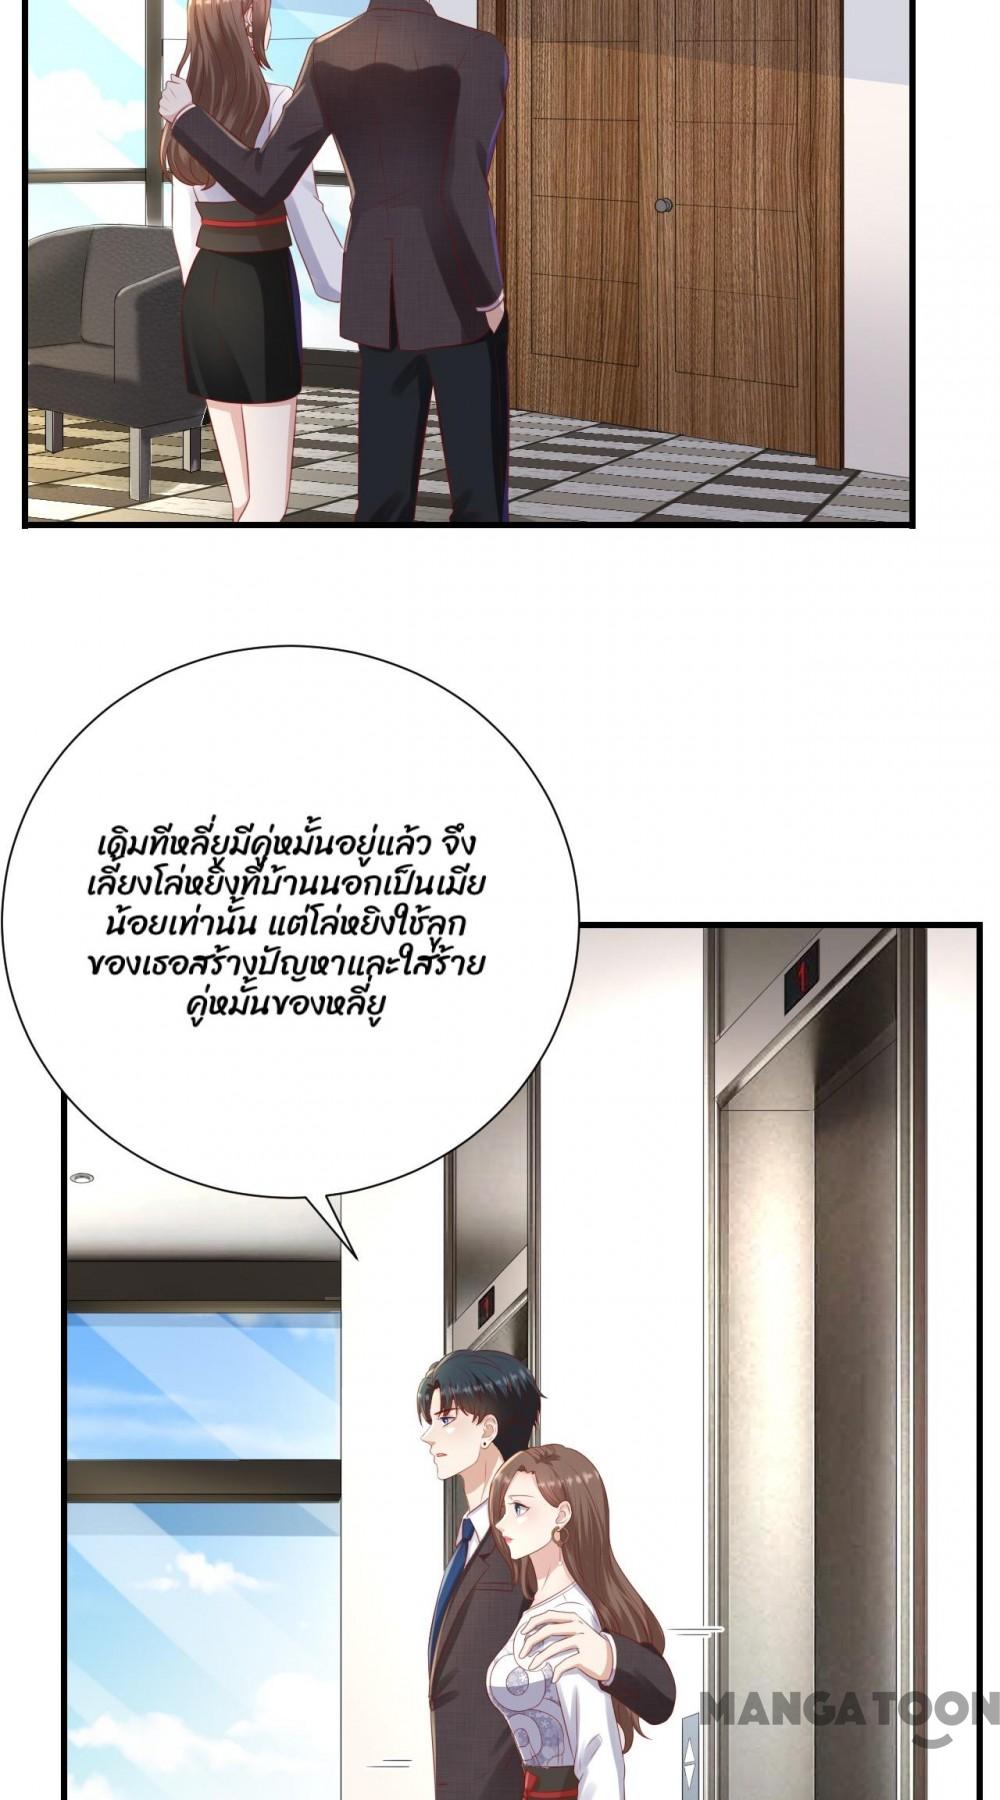 เดิมทีหลี่ยูมีคู่หมั้นอยู่แล้ว จึง
เลี้ยงโล่หยิงที่บ้านนอกเป็นเมีย
น้อยเท่านั้น แต่โล่หยิงใช้ลูก
ของเธอสร้างปัญหาและใส่ร้าย
คู่หมั้นของหลี่ยู
1
1
MANGATOON